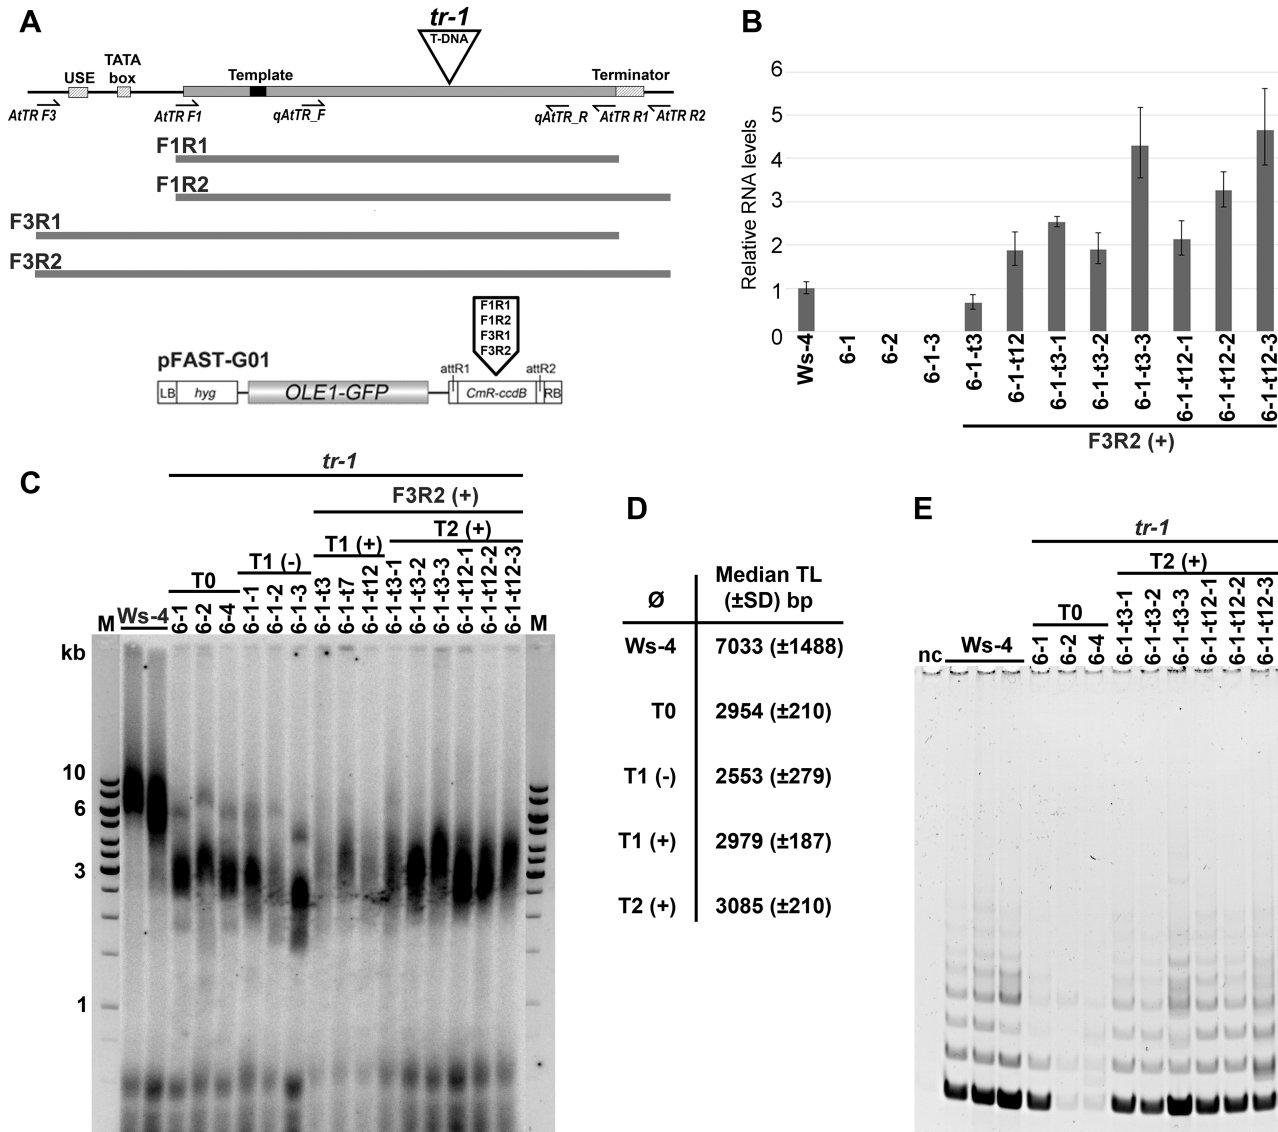 A
tr-1
T-DNA
USE
TATA
box
Template
Terminator
AtTR F3
AtTR F1
qAtTR_F
qAtTR_R
AtTR R1
AtTR R2
F1R1
F1R2
F3R1
F3R2
F1R1
F1R2
F3R1
F3R2
pFAST-G01
attR1
attR2
LB
hyg
OLE1-GFP
CmR-ccdB
RB
B
Relative RNA levels
6
5
4
3
2
1
0
Ws-4
6-1
6-2
6-1-3
6-1-t3
6-1-t12
6-1-t3-1
6-1-t3-2
6-1-t3-3
6-1-t12-1
6-1-t12-2
6-1-t12-3
F3R2 (+)
C
tr-1
F3R2 (+)
T2 (+)
T1 (+)
T1 (-)
T0
M
Ws-4
6-1
6-2
6-4
6-1-1
6-1-2
6-1-3
6-1-t3
6-1-t7
6-1-t12
6-1-t3-1
6-1-t3-2
6-1-t3-3
6-1-t12-1
6-1-t12-2
6-1-t12-3
M
kb
10
6
3
1
D
Ø
Median TL
(±SD) bp
Ws-4 7033 (±1488)
T0 2954 (±210)
T1 (-) 2553 (±279)
T1 (+) 2979 (±187)
T2 (+) 3085 (±210)
E
tr-1
T2 (+)
T0
nc
Ws-4
6-1
6-2
6-4
6-1-t3-1
6-1-t3-2
6-1-t3-3
6-1-t12-1
6-1-t12-2
6-1-t12-3